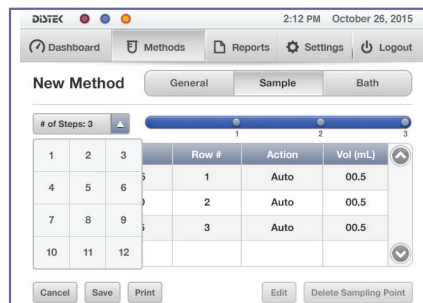 DISTEK 2:12 PM October 26, 2015
Dashboard Methods Reports Settings Logout
New Method General Sample Bath
# of Steps: 3
1 2 3
Row # Action Vol (mL)
1 2 3
5 1 Auto 00.5
4 5 6
0 2 Auto 00.5
7 8 9
5 3 Auto 00.5
10 11 12
Cancel Save Print Edit Delete Sampling Point